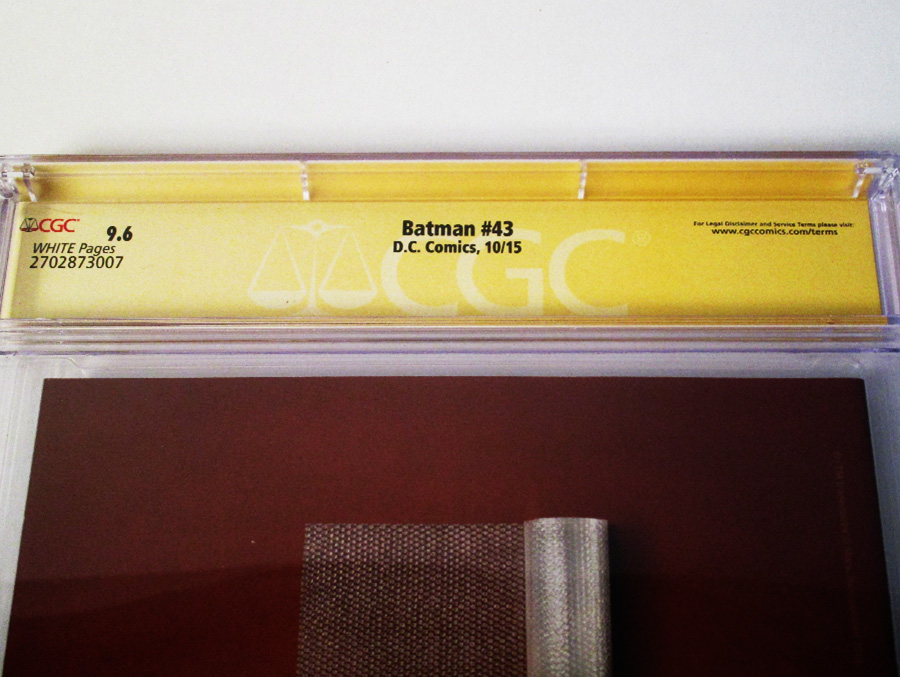 CGC
9.6
WHITE Pages
2702873007
Batman #43
D.C. Comics, 10/15
For Legal Disclaimer and Service Terms please visit:
www.cgccomics.com/terms
CGC®